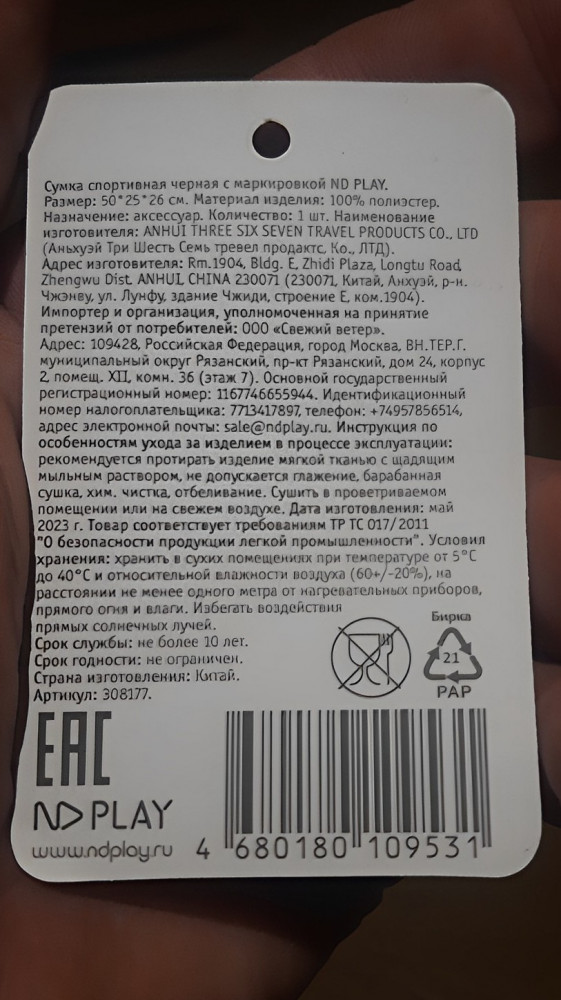 Сумка спортивная черная с маркировкой ND PLAY.
Размер: 50*25*26 см. Материал изделия: 100% полиэстер.
Назначение: аксессуар. Количество: 1 шт. Наименование
изготовителя: ANHUI THREE SIX SEVEN TRAVEL PRODUCTS CO., LTD
(Аньхуэй Три Шесть Семь тревел продактс. Ко., ЛТД).
Адрес изготовителя: Rm.1904, Bldg. E, Zhidi Plaza, Longtu Road,
Zhengwu Dist. ANHUI, CHINA 230071 (230071, Китай, Анхуэй, р-н.
Чжэнву, ул. Лунфу, здание Чжиди, строение Е, ком.1904).
Импортер и организация, уполномоченная на принятие
претензий от потребителей: ООО «Свежий ветер».
Адрес: 109428, Российская Федерация, город Москва, ВН.ТЕР.Г.
муниципальный округ Рязанский, пр-кт Рязанский, дом 24, корпус
2, помещ. XII, комн. 36 (этаж 7). Основной государственный
регистрационный номер: 1167746655944. Идентификационный
номер налогоплательщика: 7713417897, телефон: +74957856514,
адрес электронной почты: sale@ndplay.ru. Инструкция по
особенностям ухода за изделием в процессе эксплуатации:
рекомендуется протирать изделие мягкой тканью с щадящим
мыльным раствором, не допускается глажение, барабанная
сушка, хим. чистка, отбеливание. Сушить в проветриваемом
помещении или на свежем воздухе. Дата изготовления: май
2023 г. Товар соответствует требованиям ТР ТС 017/2011
"О безопасности продукции легкой промышленности". Условия
хранения: хранить в сухих помещениях при температуре от 5°С
до 40°С и относительной влажности воздуха (60+/-20%), на
расстоянии не менее одного метра от нагревательных приборов,
прямого огня и влаги. Избегать воздействия
прямых солнечных лучей.
Срок службы: не более 10 лет.
Срок годности: не ограничен.
Страна изготовления: Китай.
Артикул: 308177.
Бирка
21
PAP
EAC
ND PLAY
www.ndplay.ru
4 680180 109531